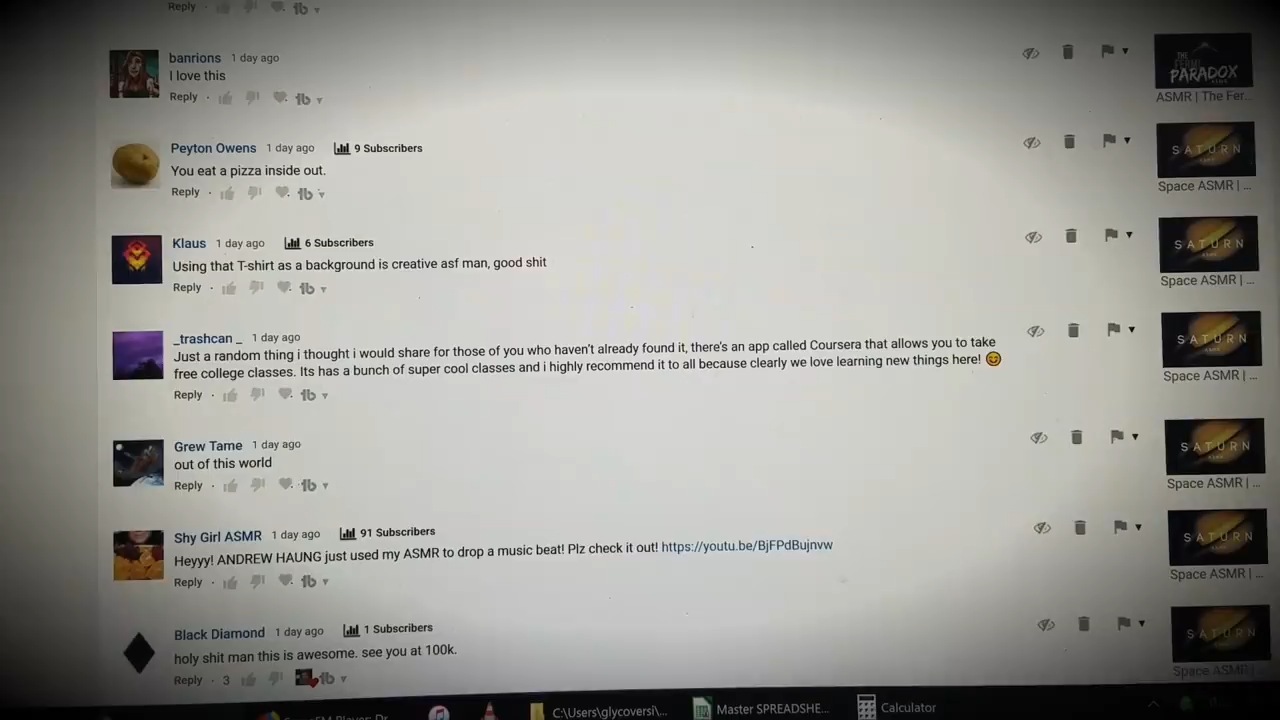 Reply
banrions 1 day ago
I love this
Reply
THE
PARADOX
ASMR | The Fer...
Peyton Owens 1 day ago 9 Subscribers
You eat a pizza inside out.
Reply
SATURN
Space ASMR | ...
Klaus 1 day ago 6 Subscribers
Using that T-shirt as a background is creative asf man, good shit
Reply
SATURN
Space ASMR | ...
_trashcan _ 1 day ago
Just a random thing i thought i would share for those of you who haven't already found it, there's an app called Coursera that allows you to take
free college classes. Its has a bunch of super cool classes and i highly recommend it to all because clearly we love learning new things here! 😄
Reply
SATURN
Space ASMR | ...
Grew Tame 1 day ago
out of this world
Reply
SATURN
Space ASMR | ...
Shy Girl ASMR 1 day ago 91 Subscribers
Heyyy! ANDREW HAUNG just used my ASMR to drop a music beat! Plz check it out! https://youtu.be/BjFPdBujnvw
Reply
SATURN
Space ASMR | ...
Black Diamond 1 day ago 1 Subscribers
holy shit man this is awesome. see you at 100k.
Reply 3
SATURN
Space ASMR | ...
C:\Users\glycoversi\... Master SPREADSHE... Calculator